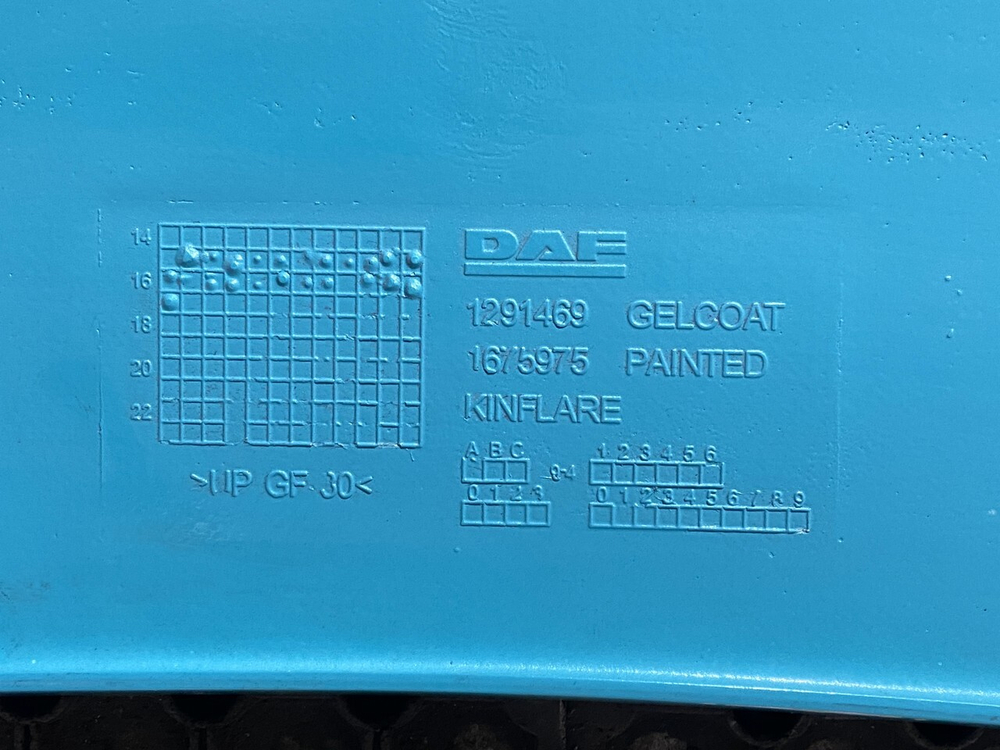 14
16
18
20
22
>UP GF 30<
DAF
1291469 GELCOAT
1675975 PAINTED
KINFLARE
A B C
0 1 2 3
1 2 3 4 5 6
0 1 2 3 4 5 6 7 8 9